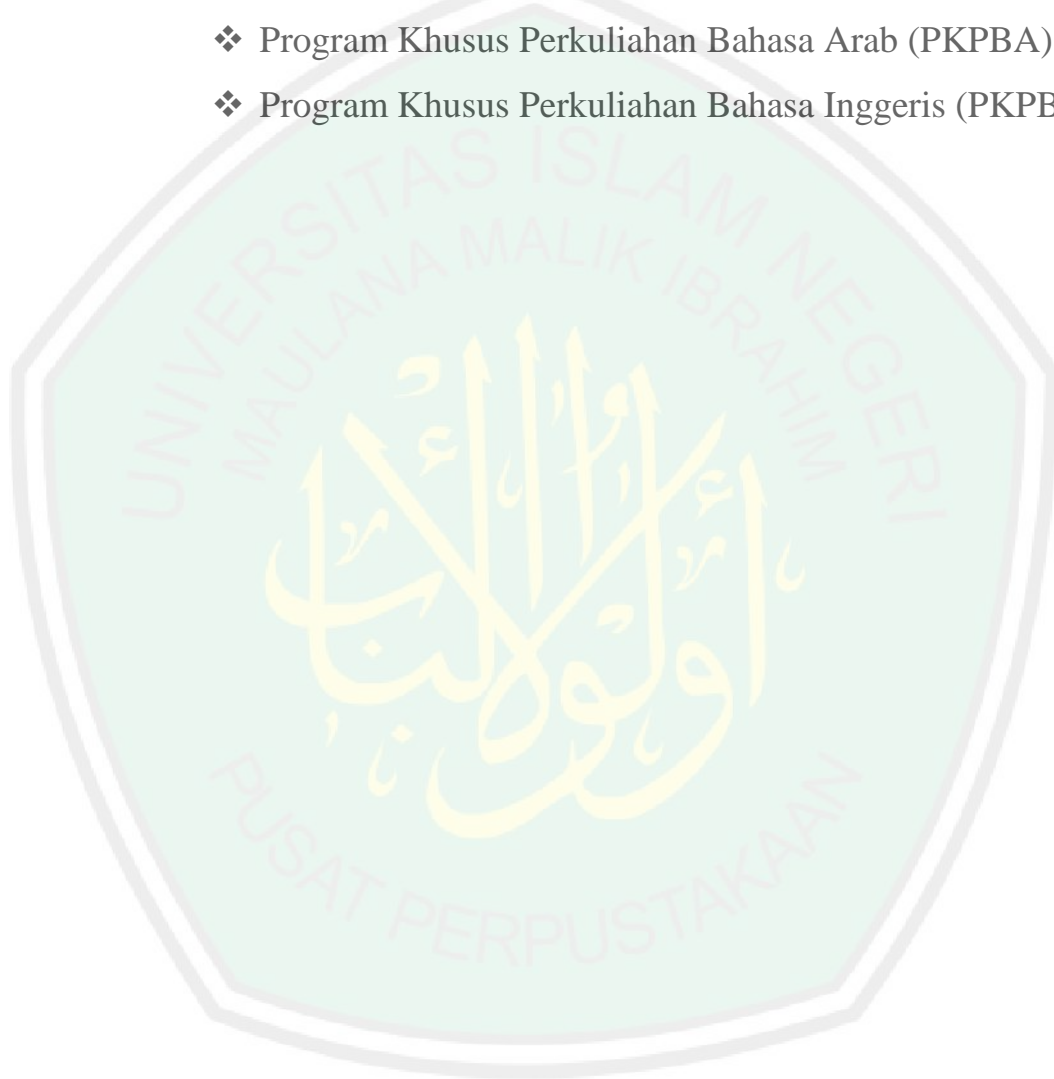 ❖ Program Khusus Perkuliahan Bahasa Arab (PKPBA)
❖ Program Khusus Perkuliahan Bahasa Inggeris (PKPB
UNIVERSITAS ISLAM NEGERI
MAULANA MALIK IBRAHIM
أولوا الألباب
PUSAT PERPUSTAKAAN